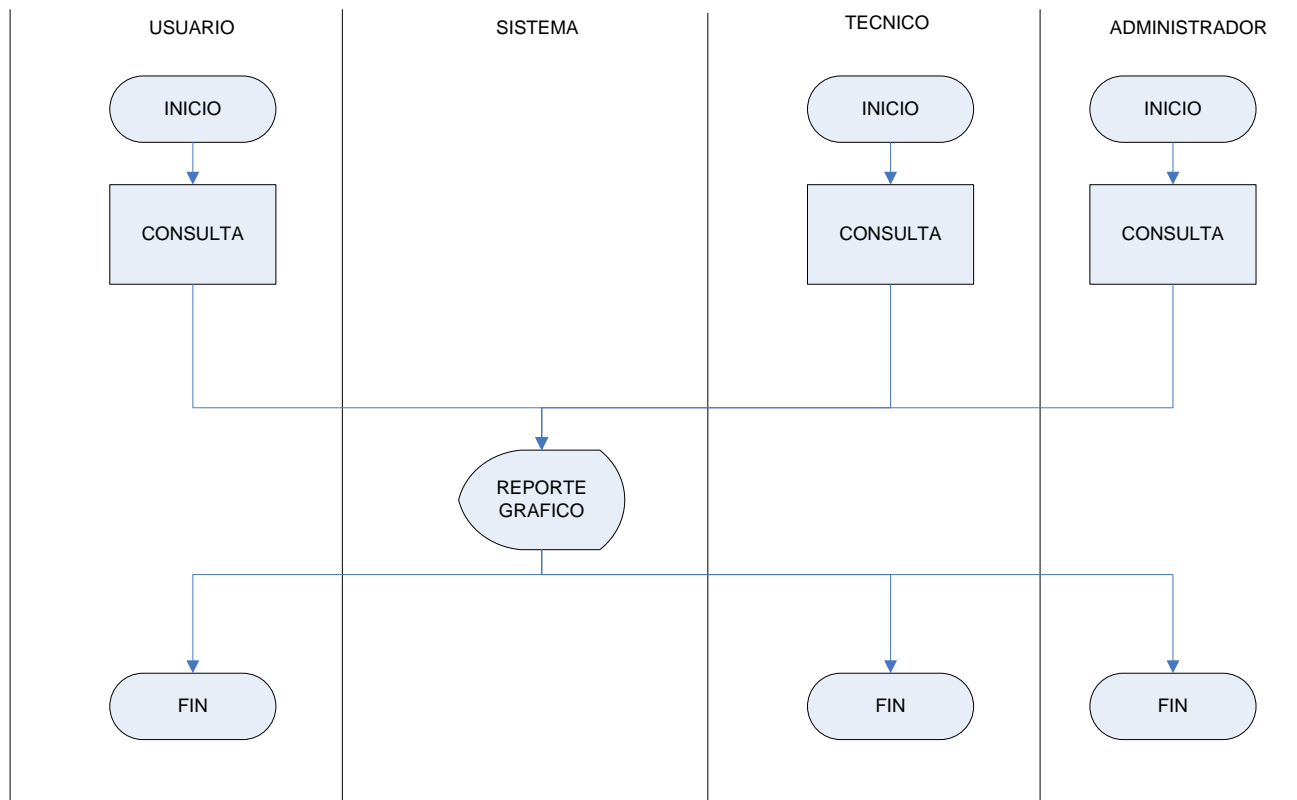 USUARIO
SISTEMA
TECNICO
ADMINISTRADOR
INICIO
INICIO
INICIO
CONSULTA
CONSULTA
CONSULTA
REPORTE
GRAFICO
FIN
FIN
FIN